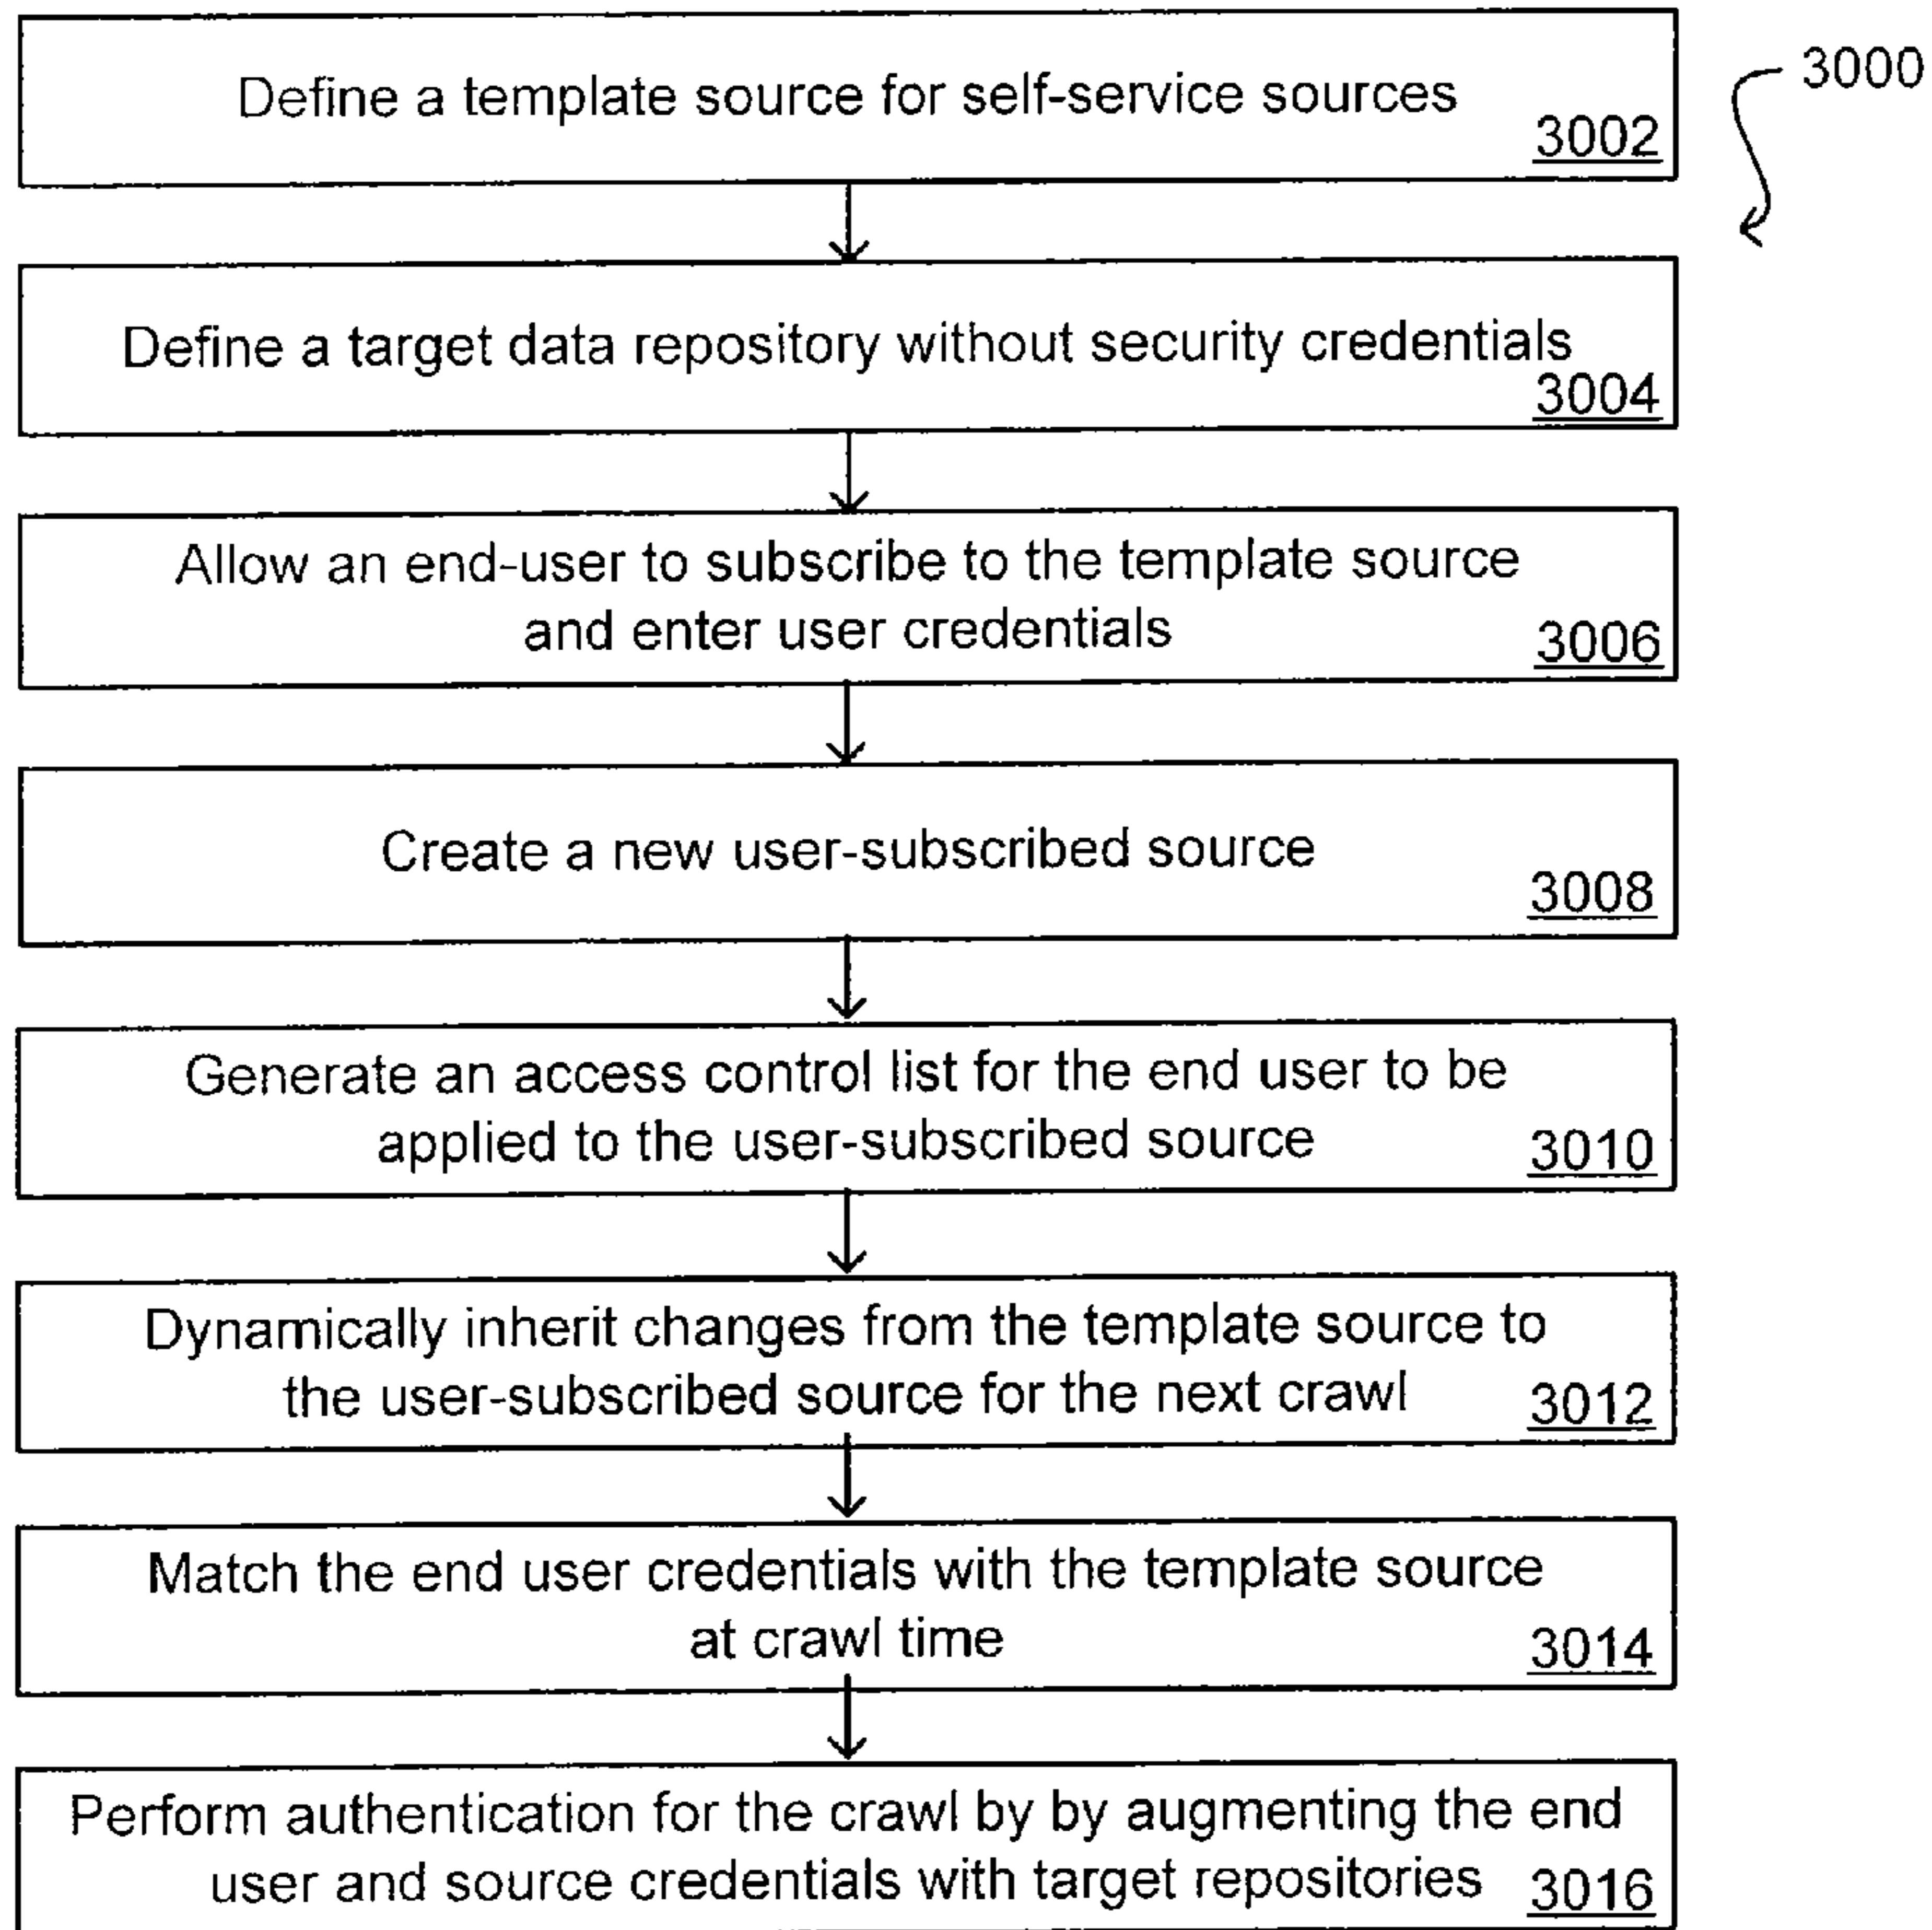 3000
Define a template source for self-service sources
3002
Define a target data repository without security credentials
3004
Allow an end-user to subscribe to the template source
and enter user credentials
3006
Create a new user-subscribed source
3008
Generate an access control list for the end user to be
applied to the user-subscribed source
3010
Dynamically inherit changes from the template source to
the user-subscribed source for the next crawl
3012
Match the end user credentials with the template source
at crawl time
3014
Perform authentication for the crawl by by augmenting the end
user and source credentials with target repositories
3016